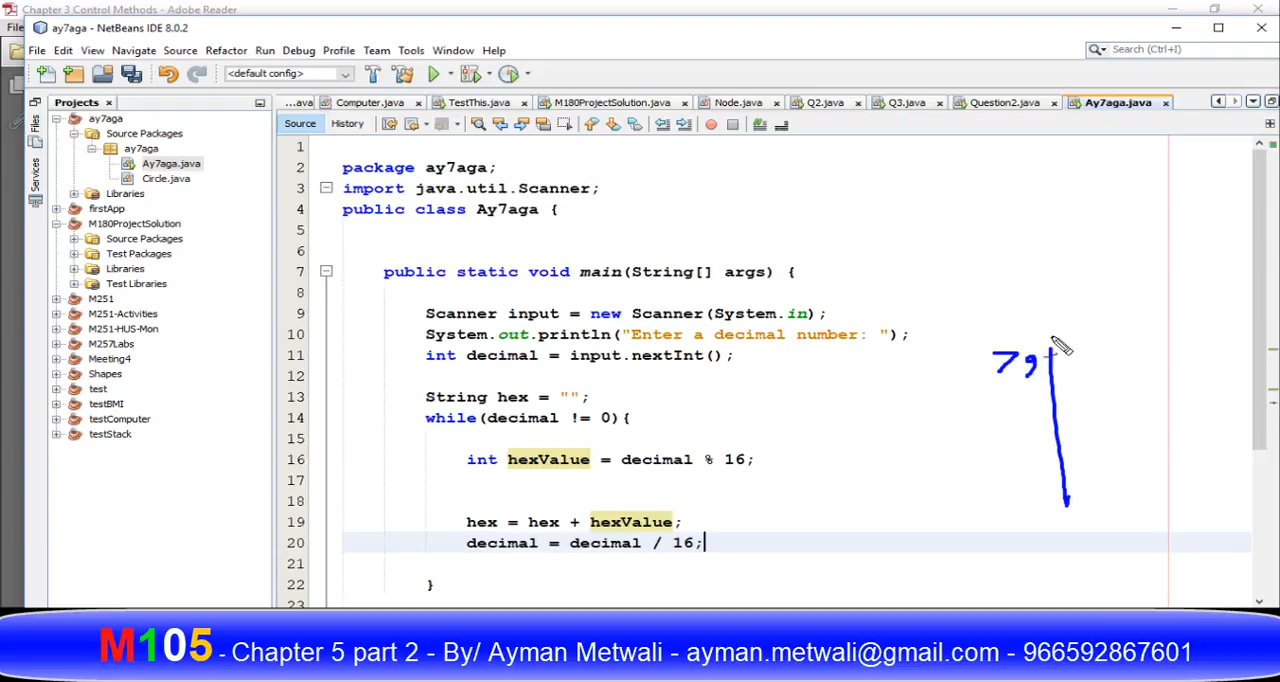 Chapter 3 Control Methods - Adobe Reader
File
ay7aga - NetBeans IDE 8.0.2
File Edit View Navigate Source Refactor Run Debug Profile Team Tools Window Help
Search (Ctrl+I)
<default config>
Projects
...ava Computer.java TestThis.java M180ProjectSolution.java Node.java Q2.java Q3.java Question2.java Ay7aga.java
Source History
Files
Services
ay7aga
Source Packages
ay7aga
Ay7aga.java
Circle.java
Libraries
firstApp
M180ProjectSolution
Source Packages
Test Packages
Libraries
Test Libraries
M251
M251-Activities
M251-HUS-Mon
M257Labs
Meeting4
Shapes
test
testBMI
testComputer
testStack
1
2 package ay7aga;
3 import java.util.Scanner;
4 public class Ay7aga {
5
6
7 public static void main(String[] args) {
8
9 Scanner input = new Scanner(System.in);
10 System.out.println("Enter a decimal number: ");
11 int decimal = input.nextInt();
12
13 String hex = "";
14 while(decimal != 0){
15
16 int hexValue = decimal % 16;
17
18
19 hex = hex + hexValue;
20 decimal = decimal / 16;
21
22 }
23
79
M105 - Chapter 5 part 2 - By/ Ayman Metwali - ayman.metwali@gmail.com - 966592867601